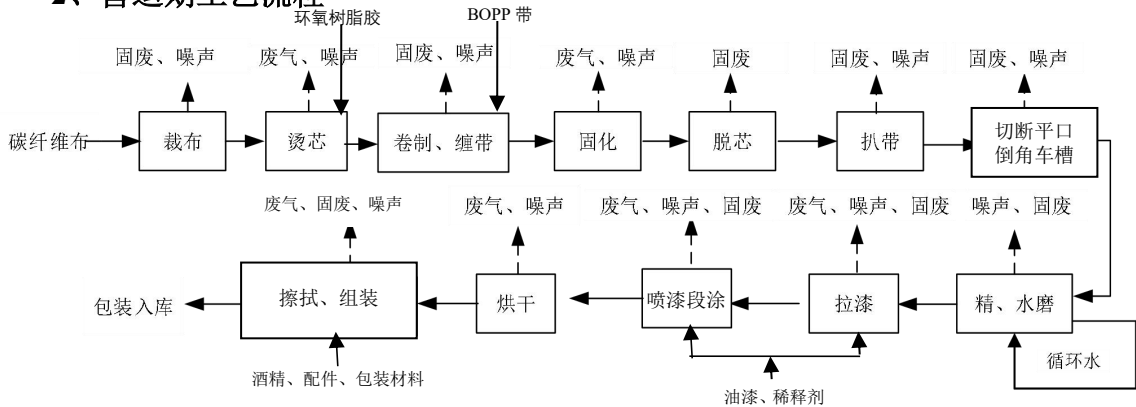 环氧树脂胶
BOPP 带
固废、噪声
废气、噪声
固废、噪声
废气、噪声
固废
固废、噪声
固废、噪声
碳纤维布
裁布
烫芯
卷制、缠带
固化
脱芯
扒带
切断平口
倒角车槽
废气、固废、噪声
废气、噪声
废气、噪声、固废
废气、噪声、固废
噪声、固废
包装入库
擦拭、组装
烘干
喷漆段涂
拉漆
精、水磨
循环水
酒精、配件、包装材料
油漆、稀释剂